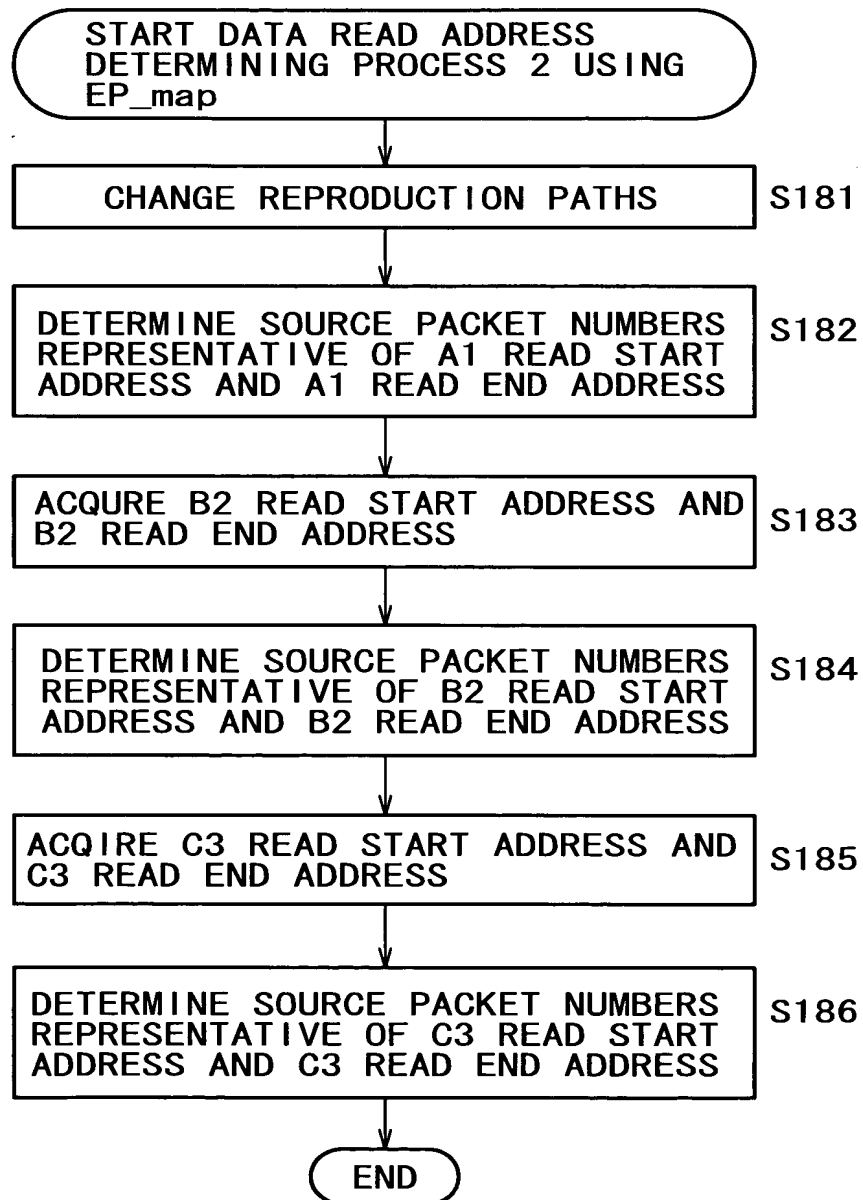 START DATA READ ADDRESS
DETERMINING PROCESS 2 USING
EP_map
CHANGE REPRODUCTION PATHS
S181
DETERMINE SOURCE PACKET NUMBERS
REPRESENTATIVE OF A1 READ START
ADDRESS AND A1 READ END ADDRESS
S182
ACQURE B2 READ START ADDRESS AND
B2 READ END ADDRESS
S183
DETERMINE SOURCE PACKET NUMBERS
REPRESENTATIVE OF B2 READ START
ADDRESS AND B2 READ END ADDRESS
S184
ACQIRE C3 READ START ADDRESS AND
C3 READ END ADDRESS
S185
DETERMINE SOURCE PACKET NUMBERS
REPRESENTATIVE OF C3 READ START
ADDRESS AND C3 READ END ADDRESS
S186
END